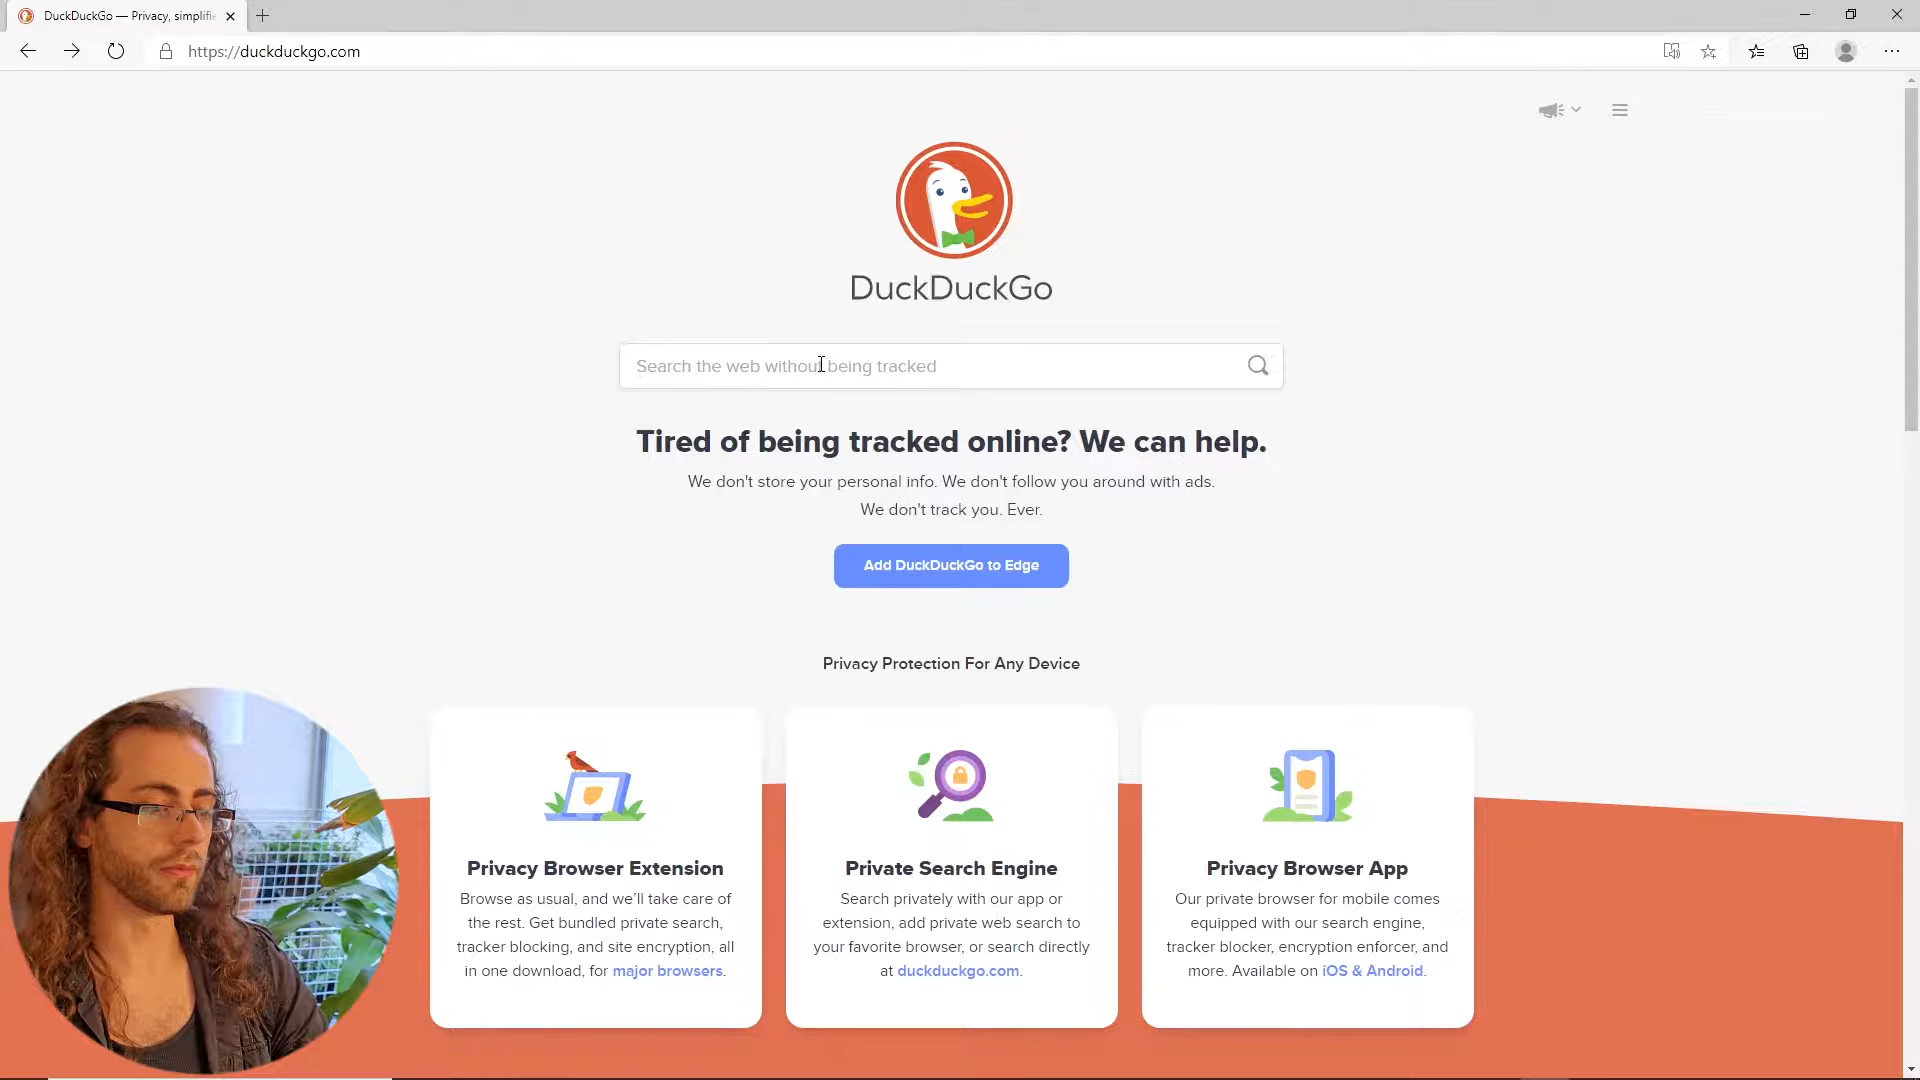 DuckDuckGo — Privacy, simplifie
https://duckduckgo.com
DuckDuckGo
Search the web without being tracked
Tired of being tracked online? We can help.
We don't store your personal info. We don't follow you around with ads.
We don't track you. Ever.
Add DuckDuckGo to Edge
Privacy Protection For Any Device
Privacy Browser Extension
Browse as usual, and we’ll take care of
the rest. Get bundled private search,
tracker blocking, and site encryption, all
in one download, for major browsers.
Private Search Engine
Search privately with our app or
extension, add private web search to
your favorite browser, or search directly
at duckduckgo.com.
Privacy Browser App
Our private browser for mobile comes
equipped with our search engine,
tracker blocker, encryption enforcer, and
more. Available on iOS & Android.